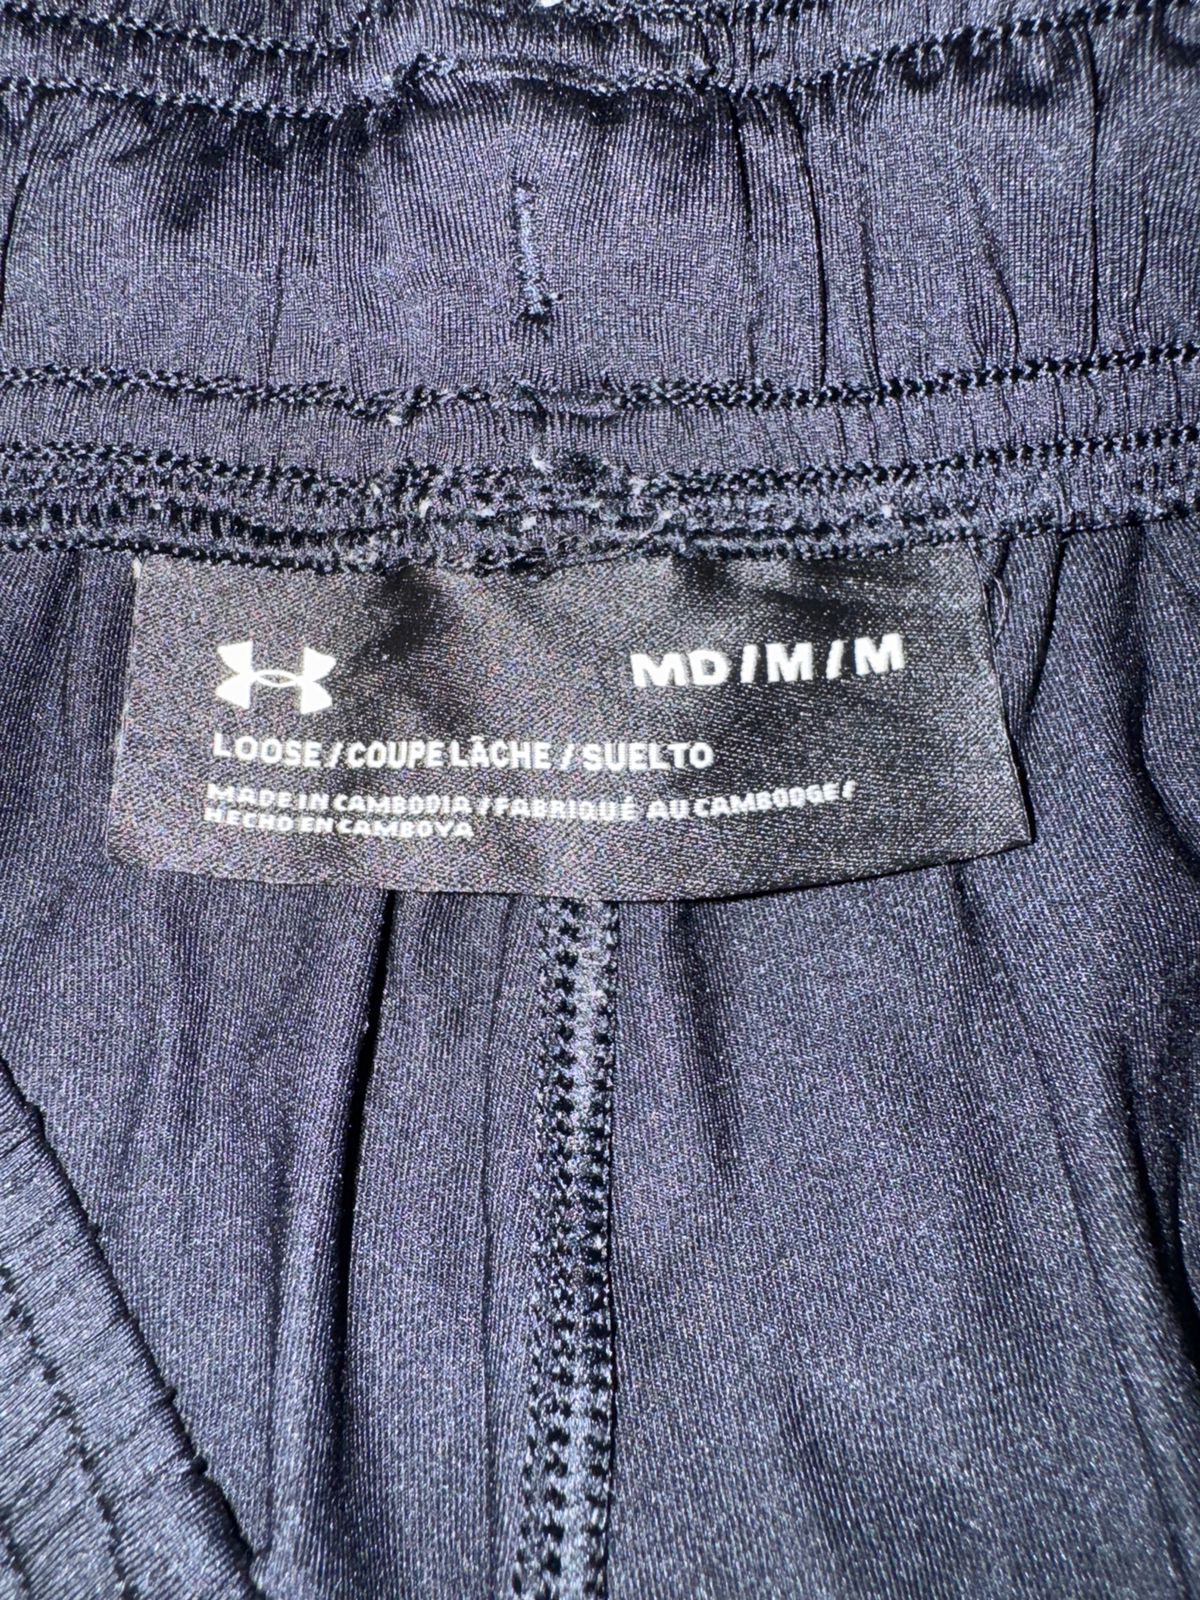 MD/M/M
LOOSE/COUPE LÂCHE/SUELTO
MADE IN CAMBODIA/FABRIQUÉ AU CAMBODGE/
HECHO EN CAMBOYA